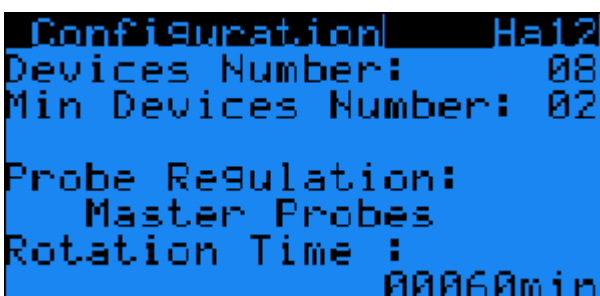 Configuration Ha12
Devices Number: 08
Min Devices Number: 02
Probe Regulation:
Master Probes
Rotation Time :
00060min